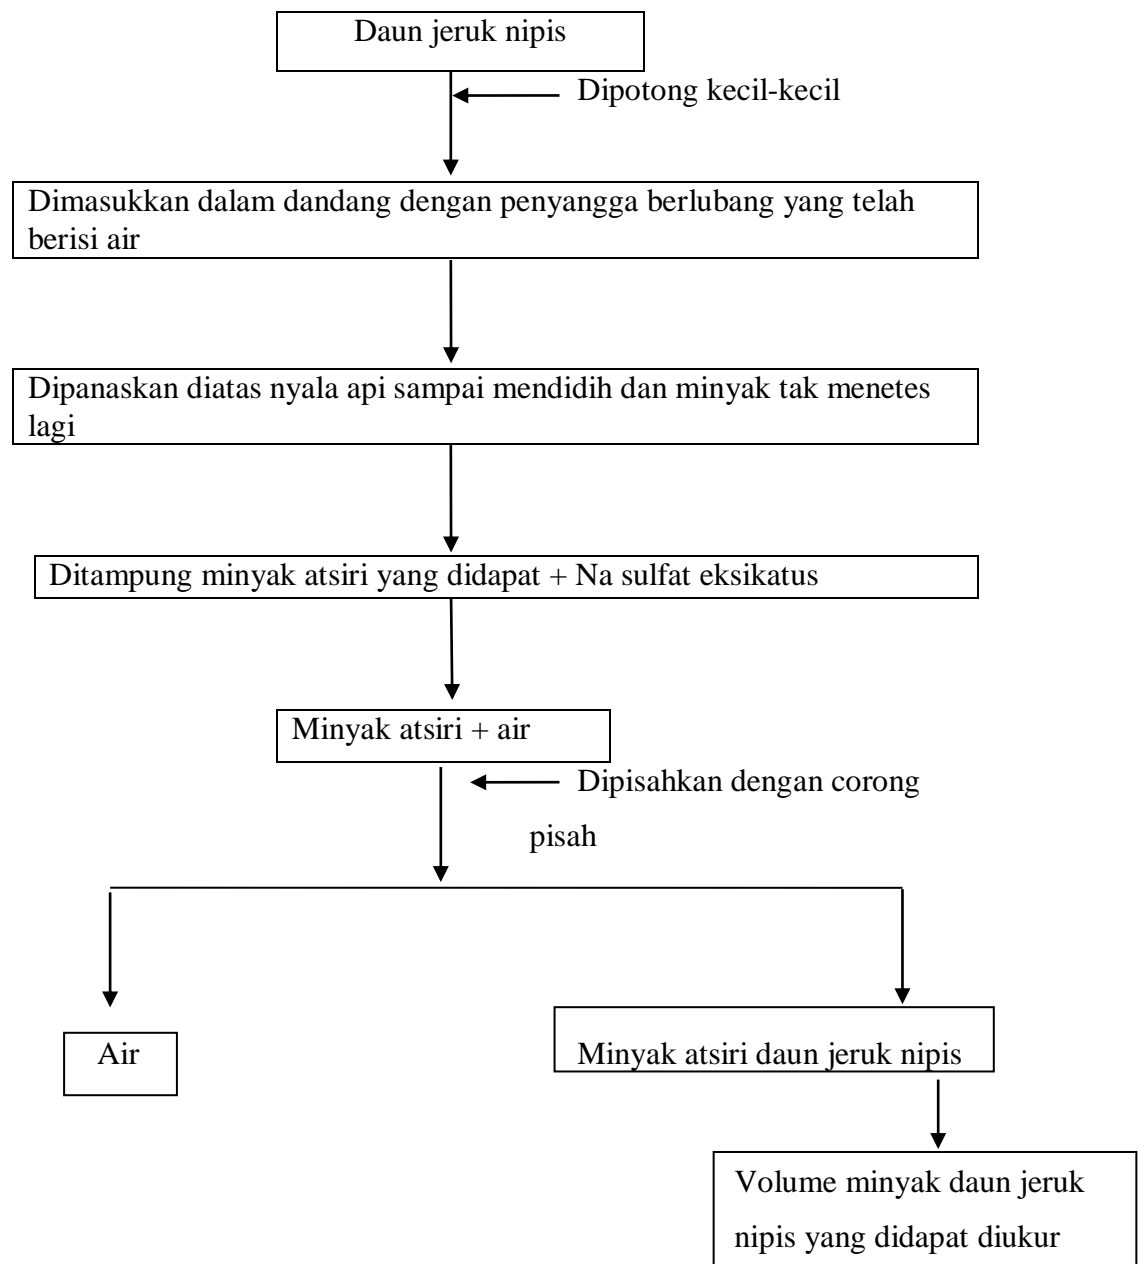 Daun jeruk nipis
Dipotong kecil-kecil
Dimasukkan dalam dandang dengan penyangga berlubang yang telah
berisi air
Dipanaskan diatas nyala api sampai mendidih dan minyak tak menetes
lagi
Ditampung minyak atsiri yang didapat + Na sulfat eksikatus
Minyak atsiri + air
Dipisahkan dengan corong
pisah
Air
Minyak atsiri daun jeruk nipis
Volume minyak daun jeruk
nipis yang didapat diukur